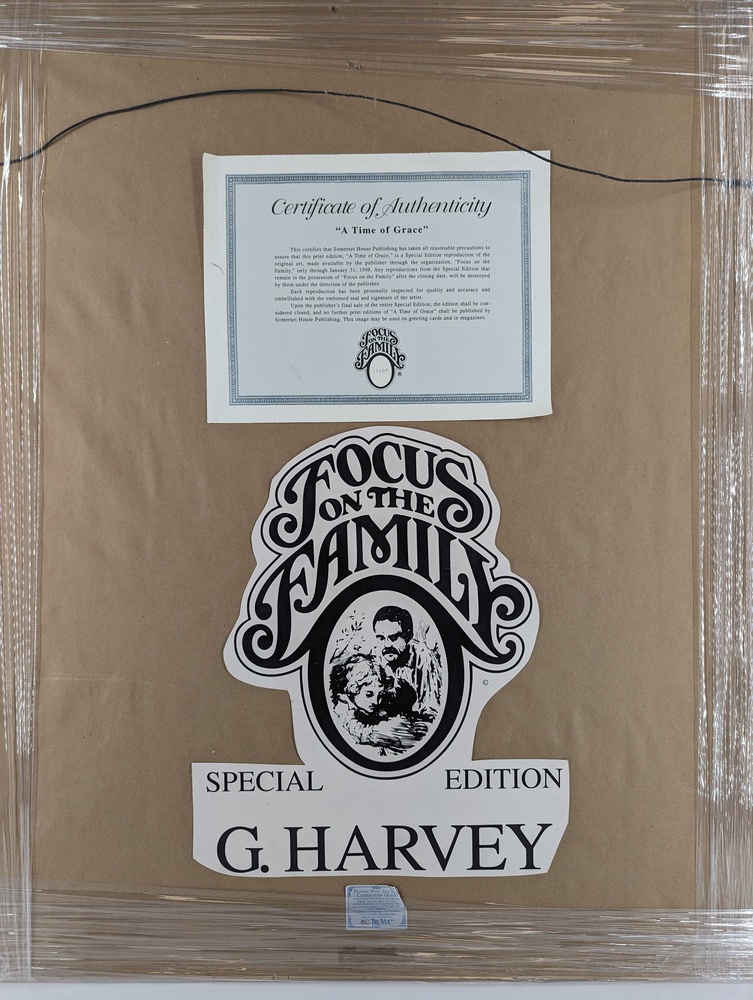 Certificate of Authenticity
“A Time of Grace”
This certifies that Somerset House Publishing has taken all reasonable precautions to
assure that this print edition, “A Time of Grace,” is a Special Edition reproduction of the
original art, made available by the publisher through the organization, “Focus on the
Family,” only through January 31, 1998. Any reproductions from the Special Edition that
remain in the possession of “Focus on the Family” after the closing date, will be destroyed
by them under the direction of the publisher.
Each reproduction has been personally inspected for quality and accuracy and
embellished with the embossed seal and signature of the artist.
Upon the publisher's final sale of the entire Special Edition, the edition shall be con-
sidered closed, and no further print editions of “A Time of Grace” shall be published by
Somerset House Publishing. This image may be used on greeting cards and in magazines.
FOCUS
ON THE
FAMILY
®
FOCUS
ON THE
FAMILY
©
SPECIAL EDITION
G. HARVEY